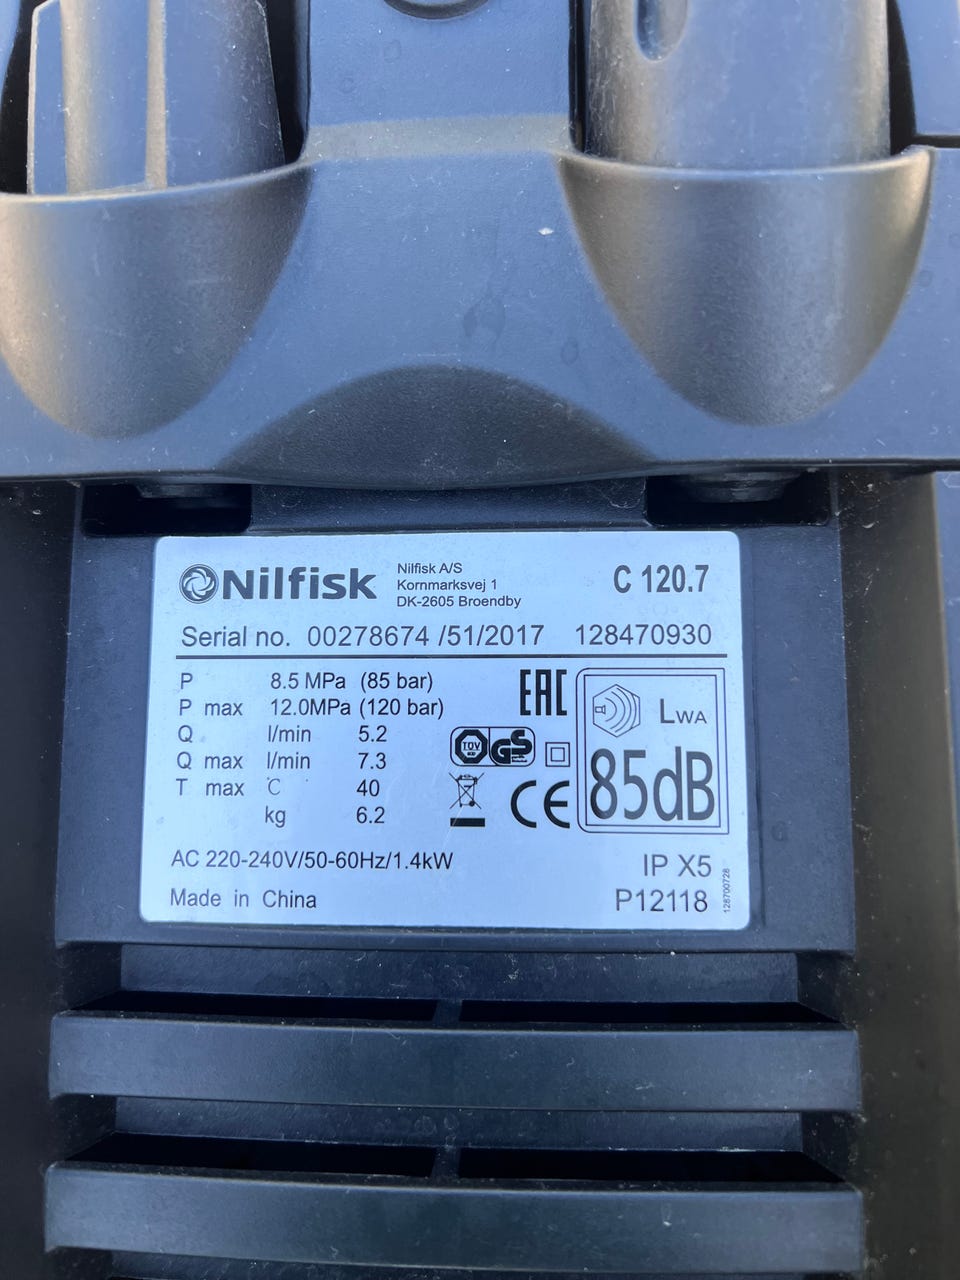 Nilfisk
Nilfisk A/S
Kornmarksvej 1
DK-2605 Broendby
C 120.7
Serial no. 00278674 /51/2017 128470930
P 8.5 MPa (85 bar)
P max 12.0MPa (120 bar)
Q l/min 5.2
Q max l/min 7.3
T max °C 40
kg 6.2
EAC
TÜV GS
CE
LWA
85dB
AC 220-240V/50-60Hz/1.4kW
IP X5
Made in China
P12118
128700728